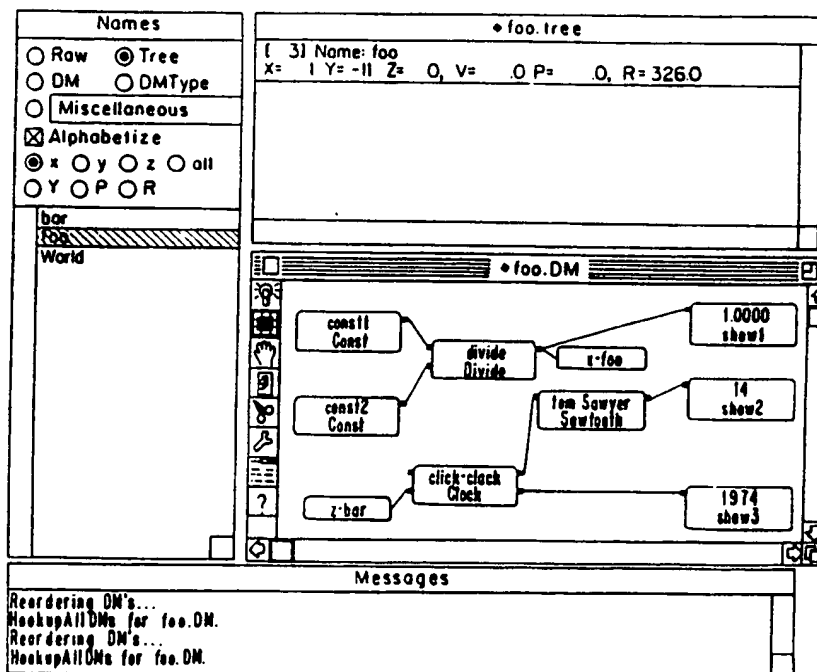 Names
Raw Tree
DM DMType
Miscellaneous
Alphabetize
x y z all
Y P R
bar
Foo
World
foo.tree
[ 3] Name: foo
X= 1 Y= -11 Z= 0, V= .0 P= .0, R= 326.0
foo.DM
const1
Const
const2
Const
divide
Divide
x-foo
1.0000
show1
tom Sawyer
Sawtooth
14
show2
click-clack
Clock
z-bar
1974
show3
?
Messages
Reordering DM's...
HookupAllDMs for foo.DM.
Reordering DM's...
HookupAllDMs for foo.DM.